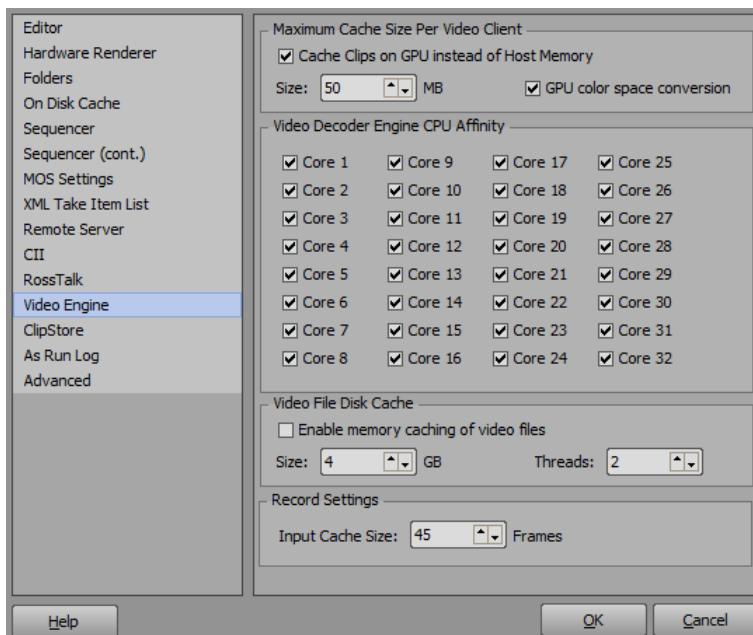 Editor
Hardware Renderer
Folders
On Disk Cache
Sequencer
Sequencer (cont.)
MOS Settings
XML Take Item List
Remote Server
CII
RossTalk
Video Engine
ClipStore
As Run Log
Advanced
Maximum Cache Size Per Video Client
Cache Clips on GPU instead of Host Memory
Size: 50 MB GPU color space conversion
Video Decoder Engine CPU Affinity
Core 1 Core 9 Core 17 Core 25
Core 2 Core 10 Core 18 Core 26
Core 3 Core 11 Core 19 Core 27
Core 4 Core 12 Core 20 Core 28
Core 5 Core 13 Core 21 Core 29
Core 6 Core 14 Core 22 Core 30
Core 7 Core 15 Core 23 Core 31
Core 8 Core 16 Core 24 Core 32
Video File Disk Cache
Enable memory caching of video files
Size: 4 GB Threads: 2
Record Settings
Input Cache Size: 45 Frames
Help OK Cancel